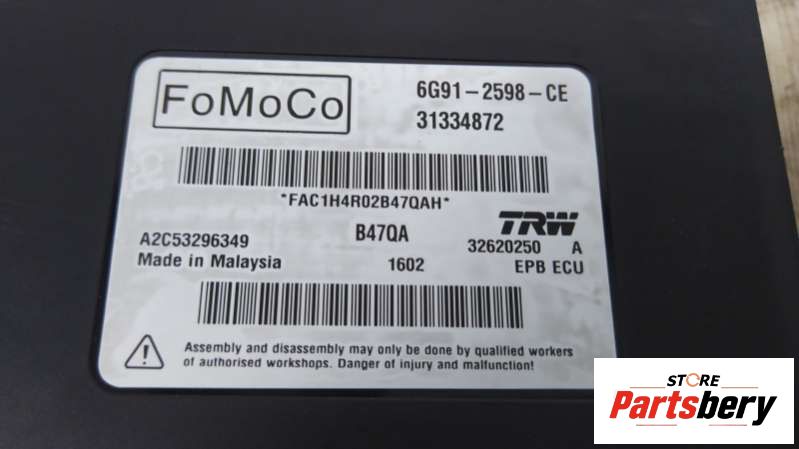 FoMoCo
6G91-2598-CE
31334872
*FAC1H4R02B47QAH*
B47QA
TRW
A2C53296349
32620250 A
Made in Malaysia
1602
EPB ECU
Assembly and disassembly may only be done by qualified workers
of authorised workshops. Danger of injury and malfunction!
STORE
Partsbery